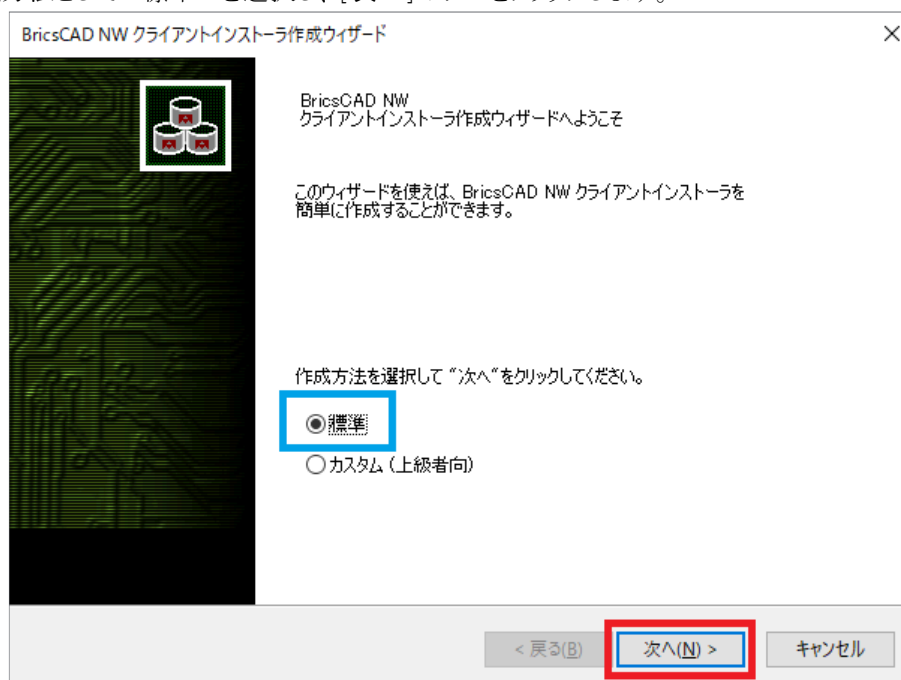 BricsCAD NW クライアントインストーラ作成ウィザード
BricsCAD NW
クライアントインストーラ作成ウィザードへようこそ
このウィザードを使えば、BricsCAD NW クライアントインストーラを
簡単に作成することができます。
作成方法を選択して "次へ"をクリックしてください。
標準
カスタム (上級者向)
< 戻る(B)
次へ(N) >
キャンセル